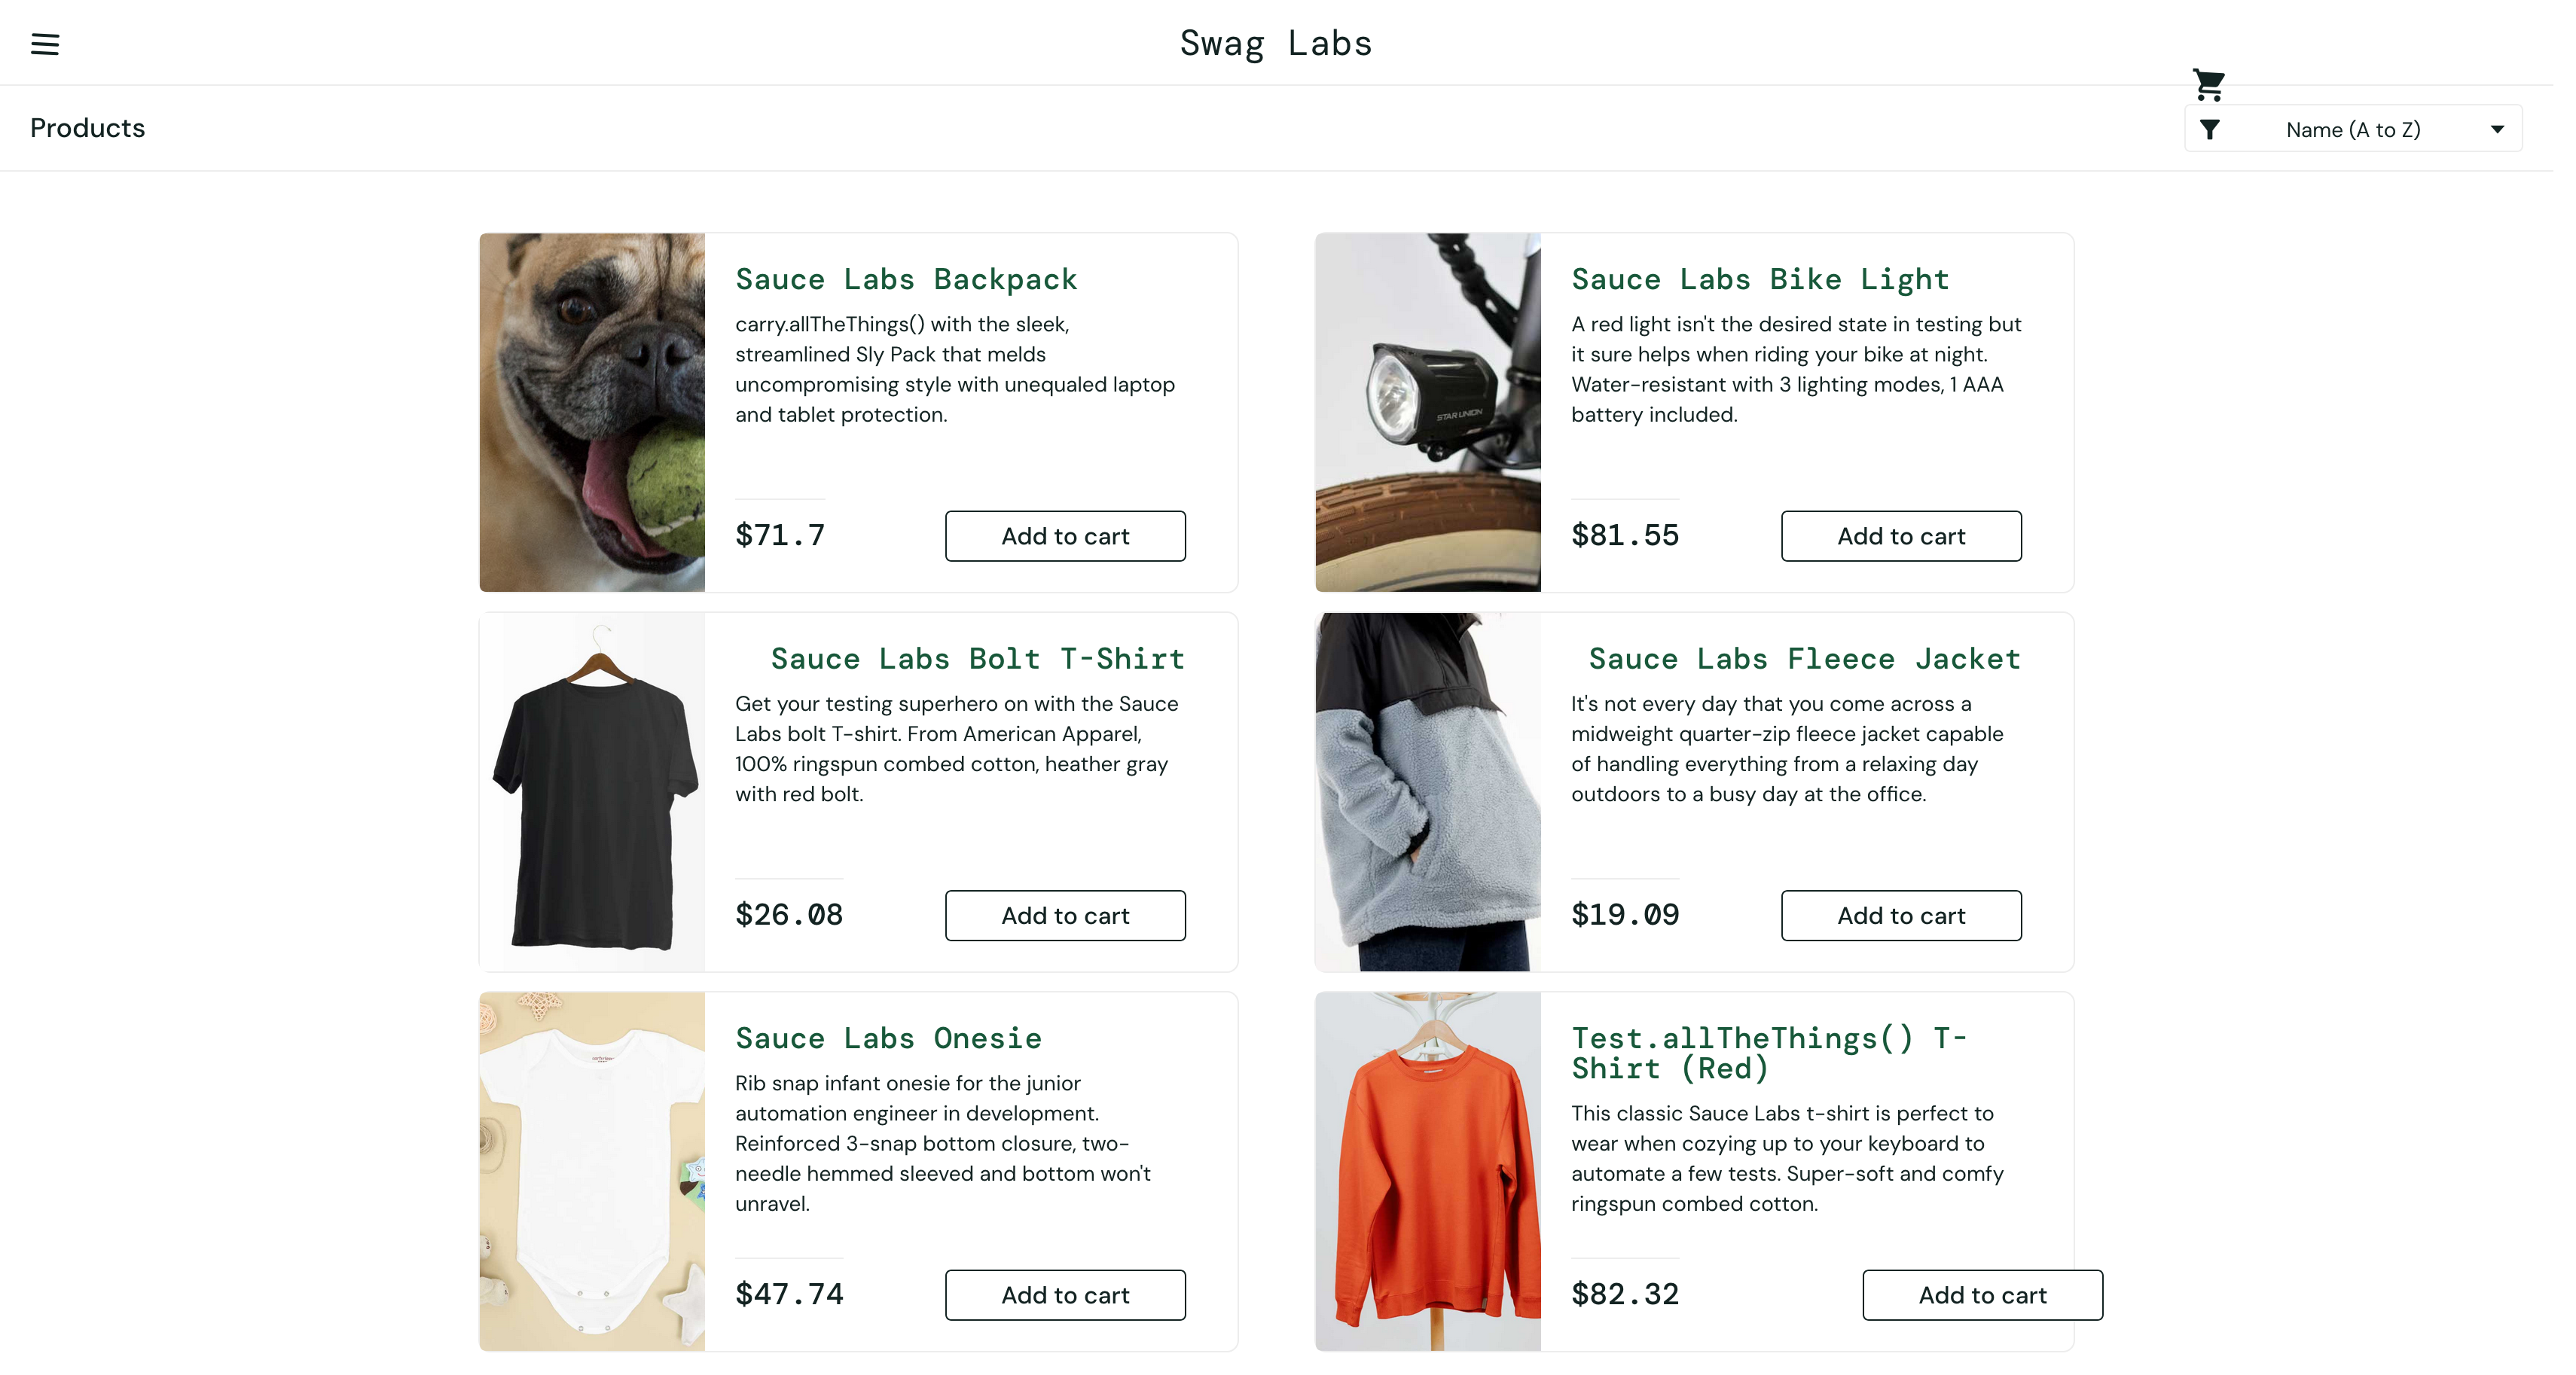 Swag Labs
Products
Name (A to Z)
Sauce Labs Backpack
carry.allTheThings() with the sleek,
streamlined Sly Pack that melds
uncompromising style with unequaled laptop
and tablet protection.
$71.7
Add to cart
Sauce Labs Bike Light
A red light isn't the desired state in testing but
it sure helps when riding your bike at night.
Water-resistant with 3 lighting modes, 1 AAA
battery included.
STAR UNION
$81.55
Add to cart
Sauce Labs Bolt T-Shirt
Get your testing superhero on with the Sauce
Labs bolt T-shirt. From American Apparel,
100% ringspun combed cotton, heather gray
with red bolt.
$26.08
Add to cart
Sauce Labs Fleece Jacket
It's not every day that you come across a
midweight quarter-zip fleece jacket capable
of handling everything from a relaxing day
outdoors to a busy day at the office.
$19.09
Add to cart
Sauce Labs Onesie
Rib snap infant onesie for the junior
automation engineer in development.
Reinforced 3-snap bottom closure, two-
needle hemmed sleeved and bottom won't
unravel.
$47.74
Add to cart
Test.allTheThings() T-
Shirt (Red)
This classic Sauce Labs t-shirt is perfect to
wear when cozying up to your keyboard to
automate a few tests. Super-soft and comfy
ringspun combed cotton.
$82.32
Add to cart